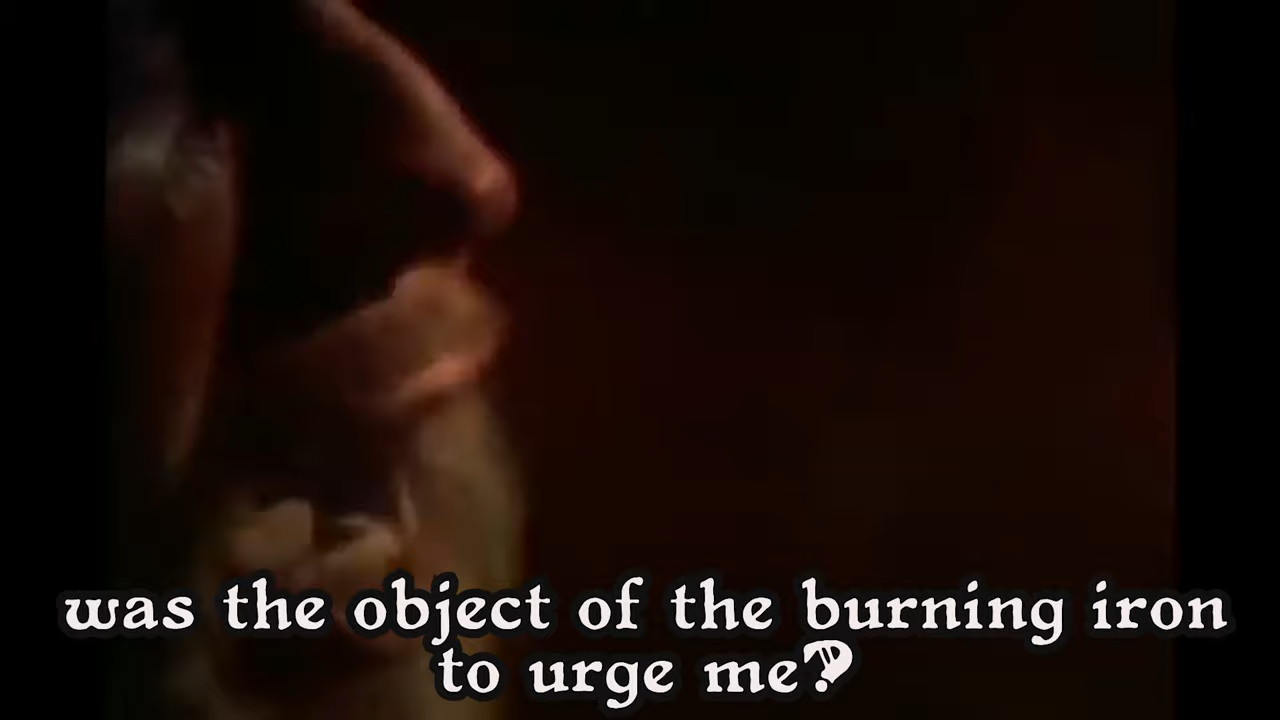 was the object of the burning iron
to urge me?